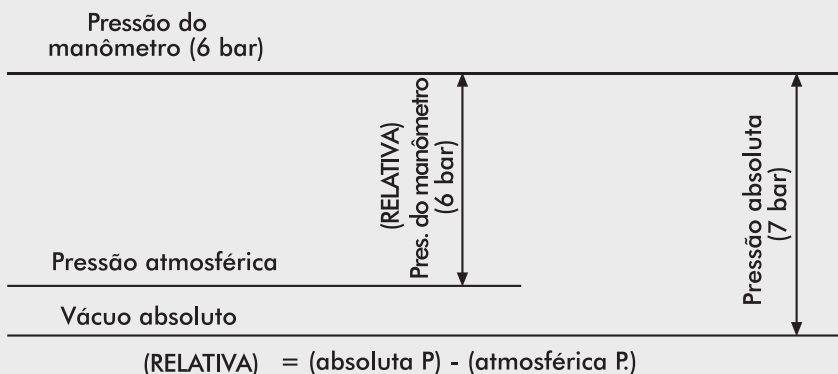 Pressão do
manômetro (6 bar)
(RELATIVA)
Pres. do manômetro
(6 bar)
Pressão absoluta
(7 bar)
Pressão atmosférica
Vácuo absoluto
(RELATIVA) = (absoluta P) - (atmosférica P.)